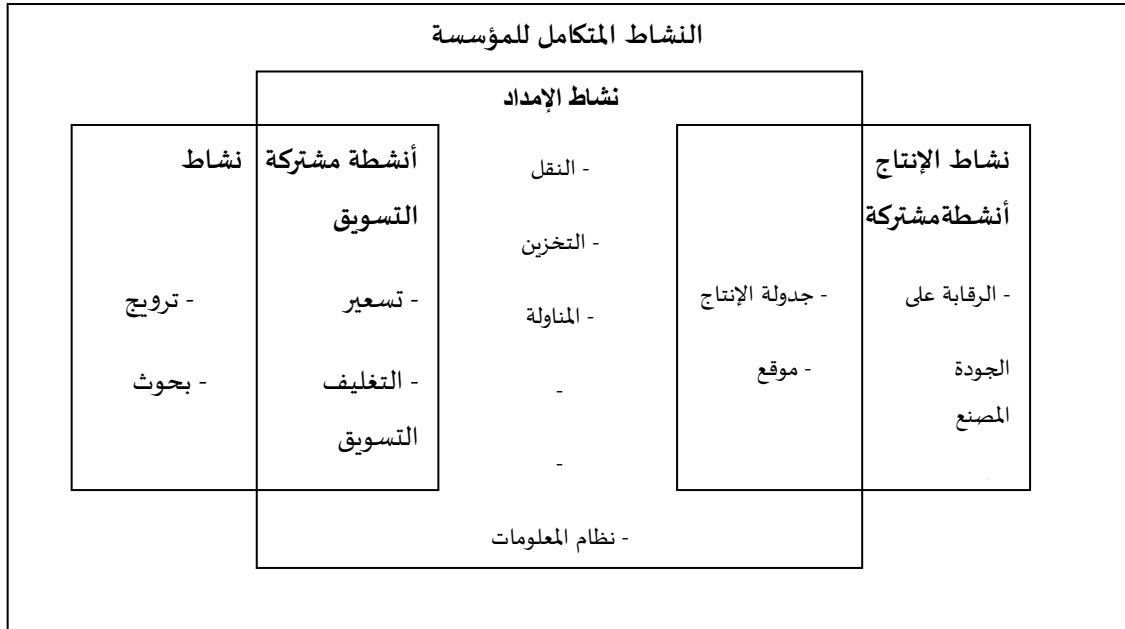 النشاط المتكامل للمؤسسة
نشاط الإمداد
نشاط الإنتاج
أنشطةمشتركة
- الرقابة على
- جدولة الإنتاج
الجودة
- موقع
المصنع
- النقل
- التخزين
- المناولة
-
-
- نظام المعلومات
أنشطة مشتركة نشاط
التسويق
- تسعير
- ترويج
- التغليف
- بحوث
التسويق